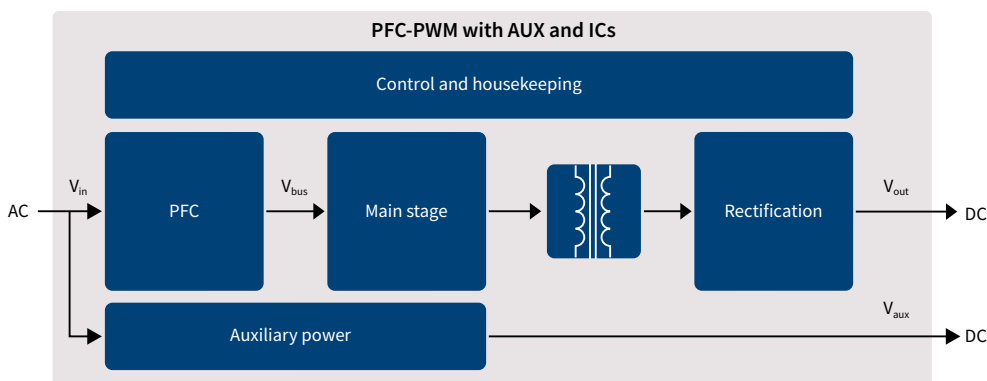 PFC-PWM with AUX and ICs
Control and housekeeping
AC
Vin
PFC
Vbus
Main stage
Rectification
Vout
DC
Auxiliary power
Vaux
DC